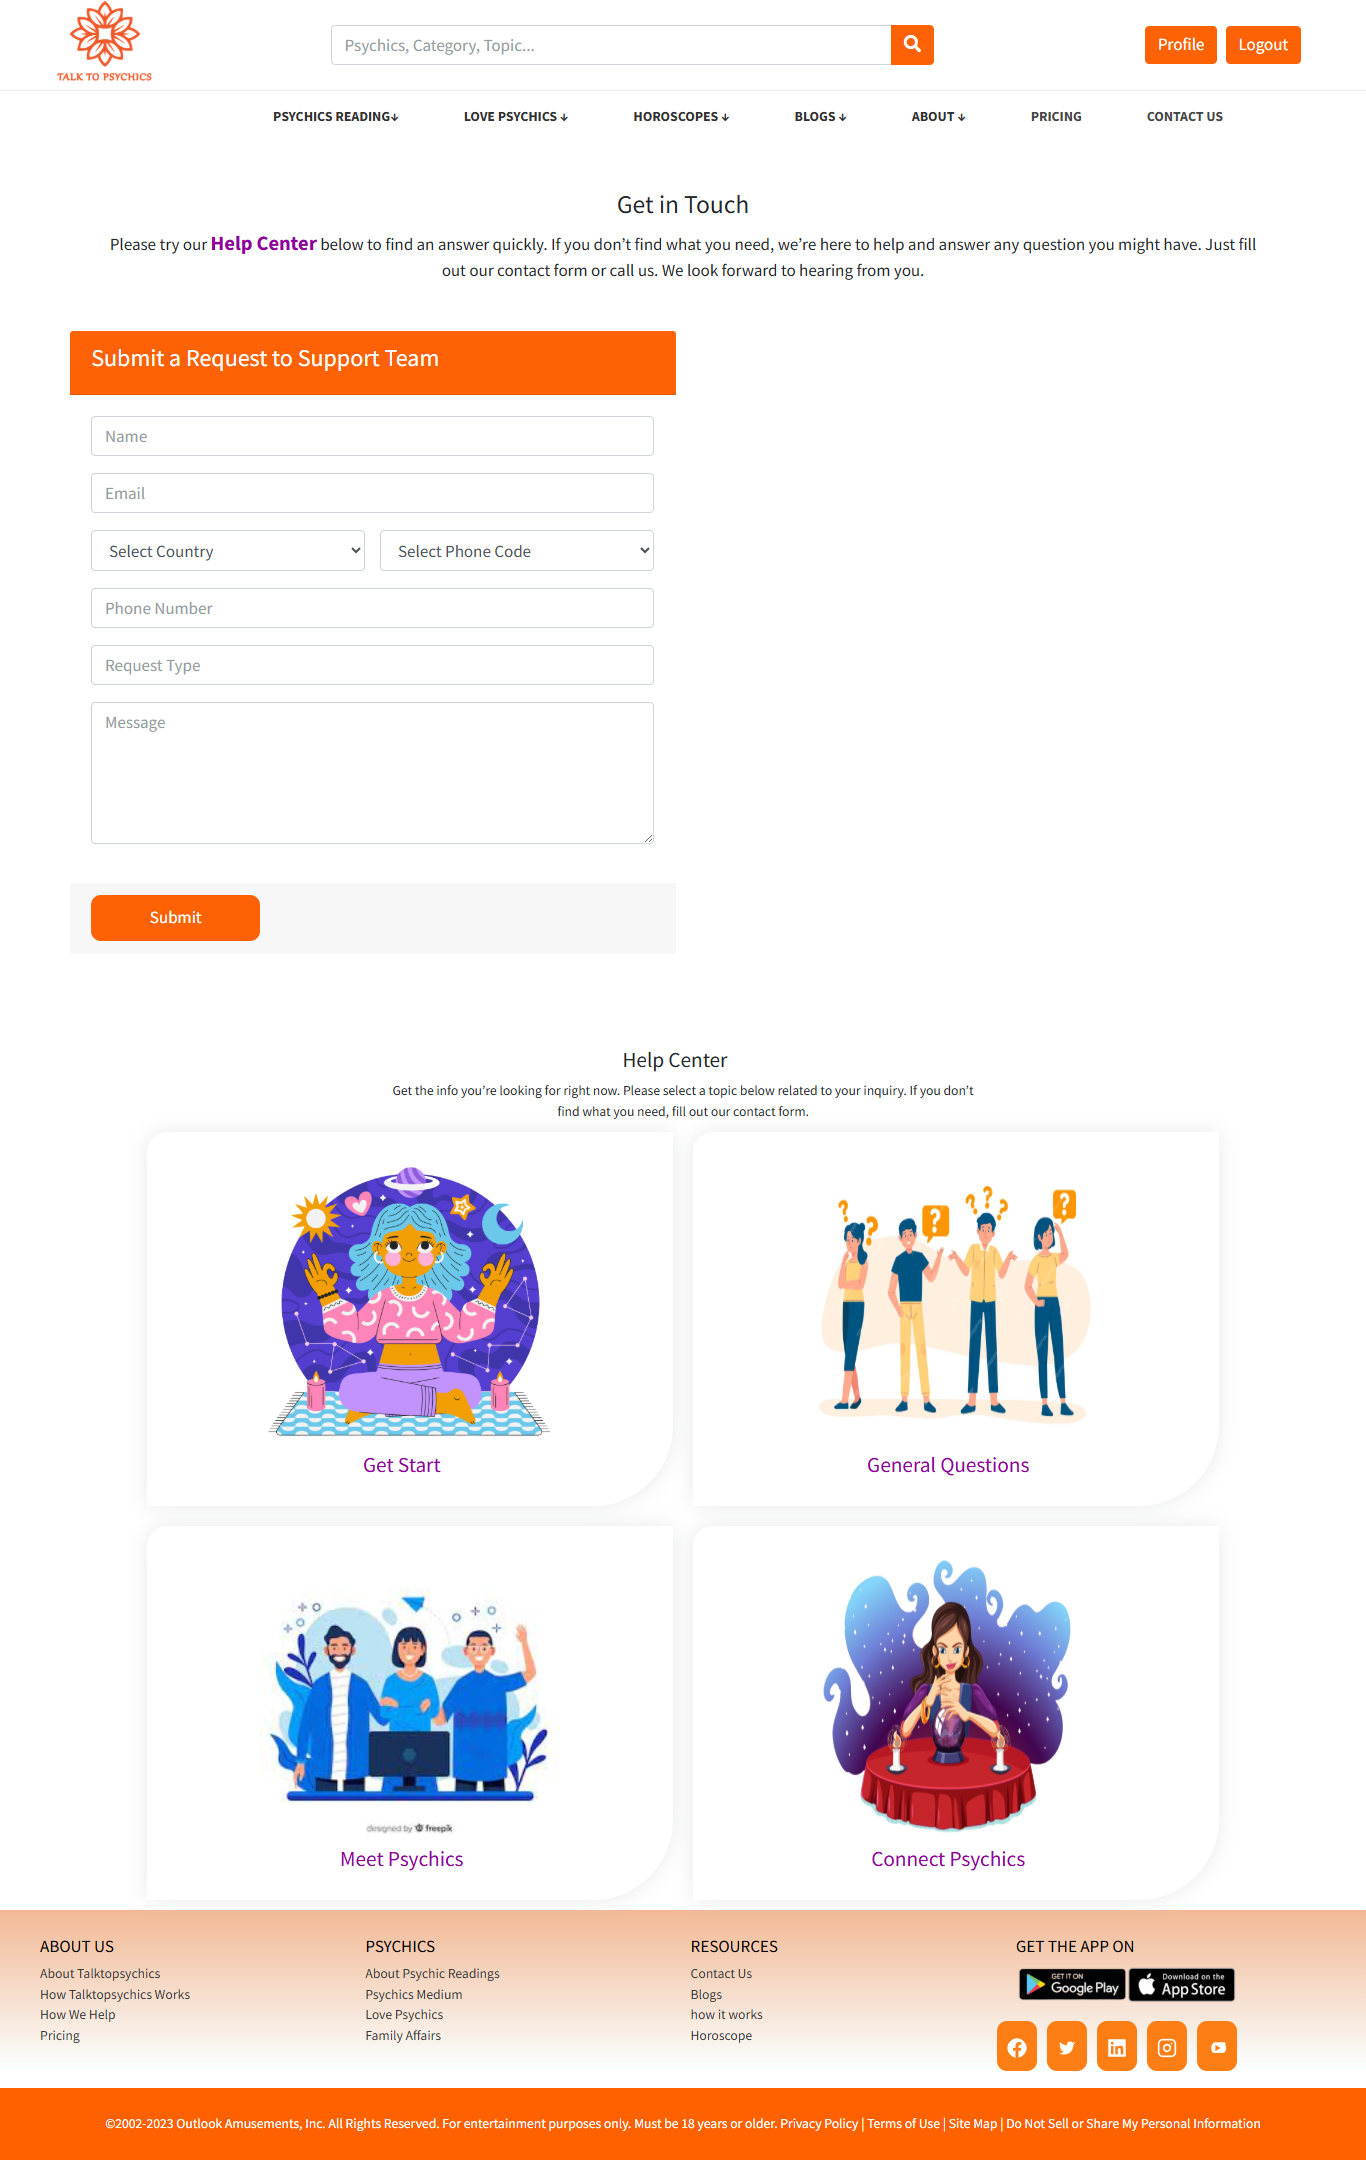 TALK TO PSYCHICS
Psychics, Category, Topic...
Profile
Logout
PSYCHICS READING↓
LOVE PSYCHICS ↓
HOROSCOPES ↓
BLOGS ↓
ABOUT ↓
PRICING
CONTACT US
Get in Touch
Please try our Help Center below to find an answer quickly. If you don’t find what you need, we’re here to help and answer any question you might have. Just fill
out our contact form or call us. We look forward to hearing from you.
Submit a Request to Support Team
Name
Email
Select Country
Select Phone Code
Phone Number
Request Type
Message
Submit
Help Center
Get the info you’re looking for right now. Please select a topic below related to your inquiry. If you don’t
find what you need, fill out our contact form.
Get Start
General Questions
designed by freepik
Meet Psychics
Connect Psychics
ABOUT US
About Talktopsychics
How Talktopsychics Works
How We Help
Pricing
PSYCHICS
About Psychic Readings
Psychics Medium
Love Psychics
Family Affairs
RESOURCES
Contact Us
Blogs
how it works
Horoscope
GET THE APP ON
GET IT ON
Google Play
Download on the
App Store
©2002-2023 Outlook Amusements, Inc. All Rights Reserved. For entertainment purposes only. Must be 18 years or older. Privacy Policy | Terms of Use | Site Map | Do Not Sell or Share My Personal Information